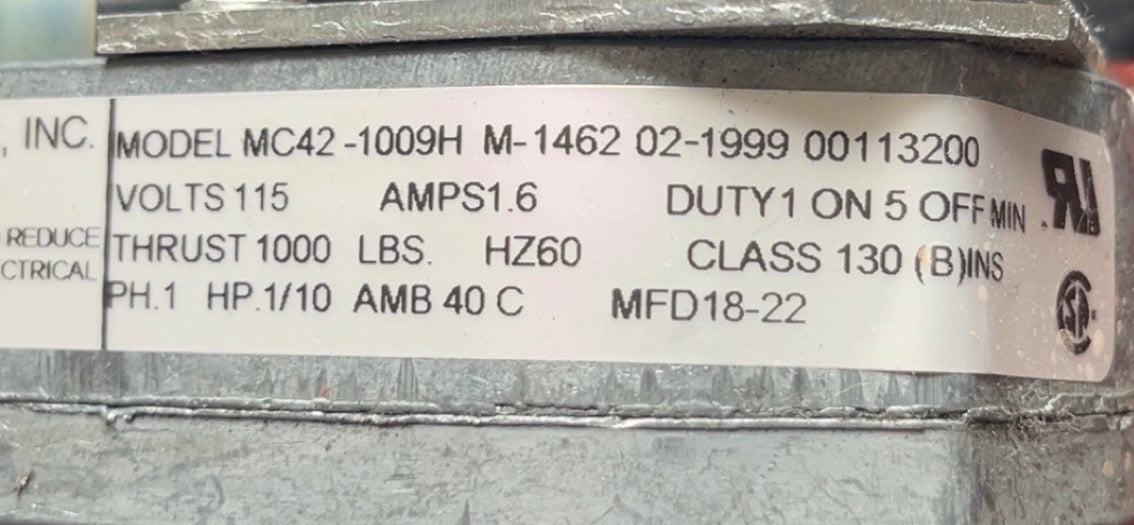 , INC.
REDUCE
CTRICAL
MODEL MC42-1009H M-1462 02-1999 00113200
VOLTS 115 AMPS1.6 DUTY1 ON 5 OFF MIN
THRUST 1000 LBS. HZ60 CLASS 130 (B)INS
PH.1 HP.1/10 AMB 40 C MFD18-22